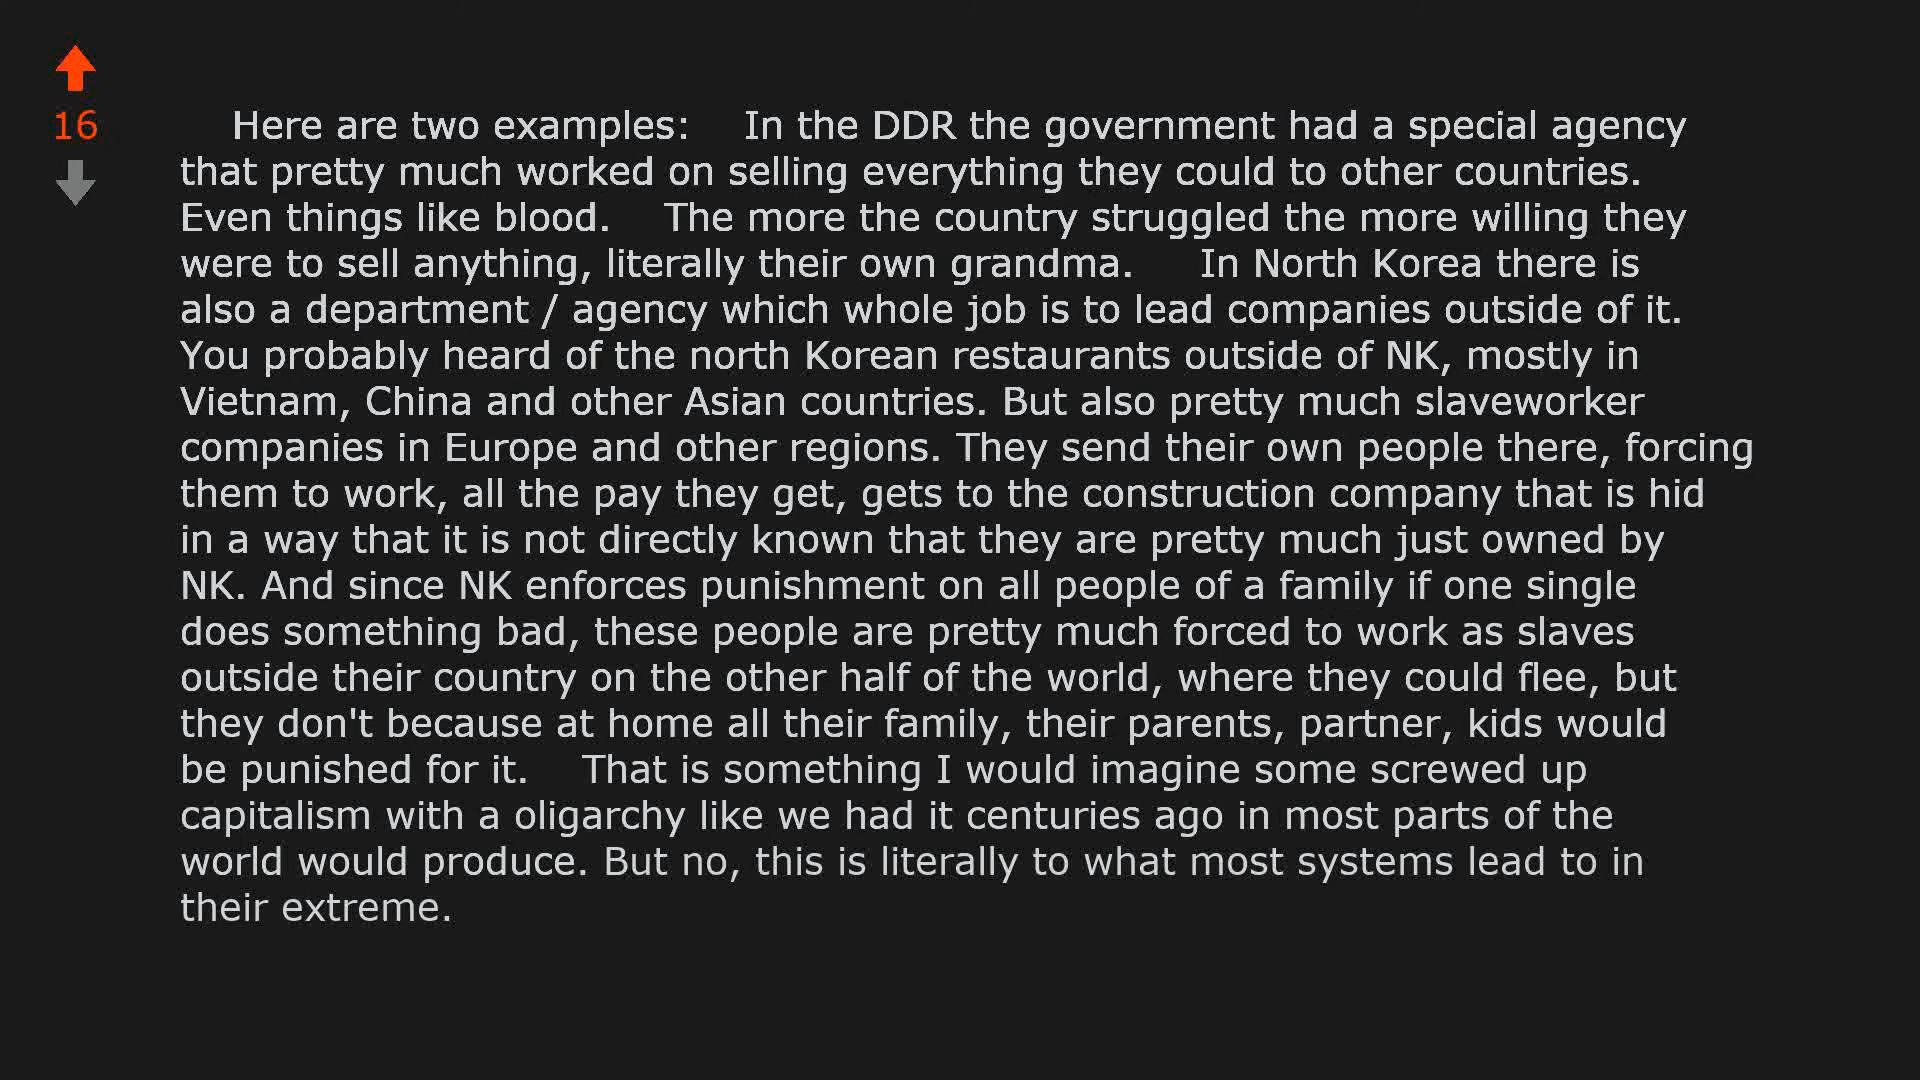 16
Here are two examples: In the DDR the government had a special agency
that pretty much worked on selling everything they could to other countries.
Even things like blood. The more the country struggled the more willing they
were to sell anything, literally their own grandma. In North Korea there is
also a department / agency which whole job is to lead companies outside of it.
You probably heard of the north Korean restaurants outside of NK, mostly in
Vietnam, China and other Asian countries. But also pretty much slaveworker
companies in Europe and other regions. They send their own people there, forcing
them to work, all the pay they get, gets to the construction company that is hid
in a way that it is not directly known that they are pretty much just owned by
NK. And since NK enforces punishment on all people of a family if one single
does something bad, these people are pretty much forced to work as slaves
outside their country on the other half of the world, where they could flee, but
they don't because at home all their family, their parents, partner, kids would
be punished for it. That is something I would imagine some screwed up
capitalism with a oligarchy like we had it centuries ago in most parts of the
world would produce. But no, this is literally to what most systems lead to in
their extreme.